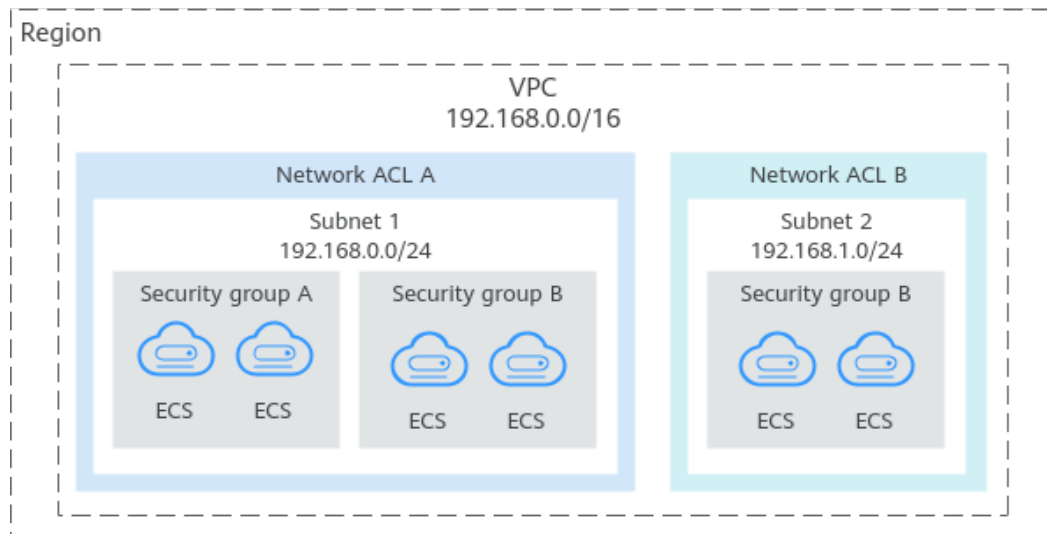 Region
VPC
192.168.0.0/16
Network ACL A
Subnet 1
192.168.0.0/24
Security group A
ECS
ECS
Security group B
ECS
ECS
Network ACL B
Subnet 2
192.168.1.0/24
Security group B
ECS
ECS